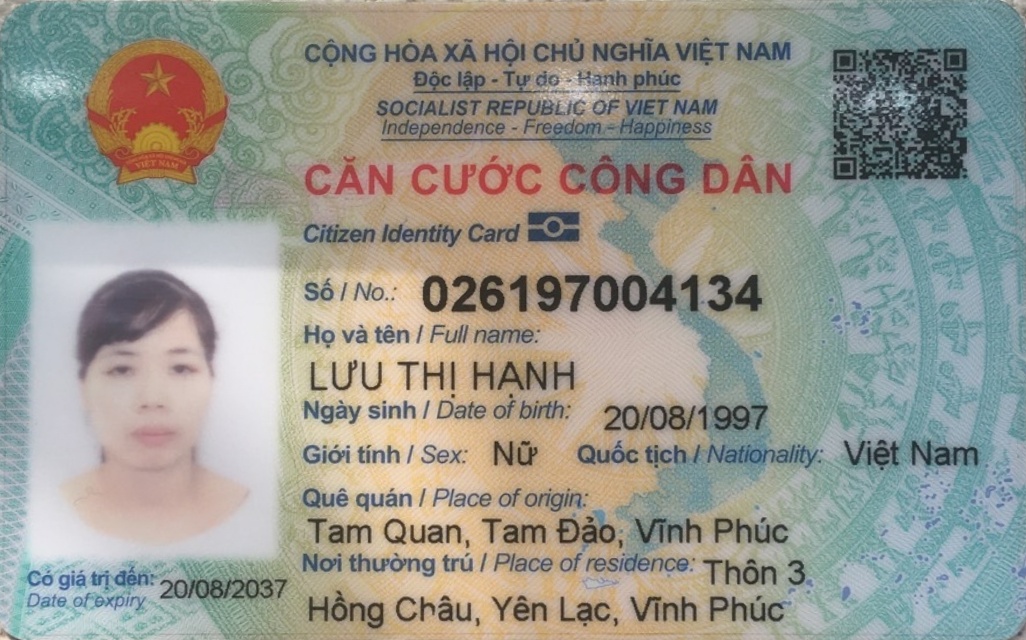 CỘNG HÒA XÃ HỘI CHỦ NGHĨA VIỆT NAM
Độc lập - Tự do - Hạnh phúc
SOCIALIST REPUBLIC OF VIET NAM
Independence - Freedom - Happiness
CĂN CƯỚC CÔNG DÂN
Citizen Identity Card
Số / No.: 026197004134
Họ và tên / Full name:
LƯU THỊ HẠNH
Ngày sinh / Date of birth: 20/08/1997
Giới tính / Sex: Nữ Quốc tịch / Nationality: Việt Nam
Quê quán / Place of origin:
Tam Quan, Tam Đảo, Vĩnh Phúc
Nơi thường trú / Place of residence: Thôn 3
Hồng Châu, Yên Lạc, Vĩnh Phúc
Có giá trị đến: 20/08/2037
Date of expiry
VIỆT NAM